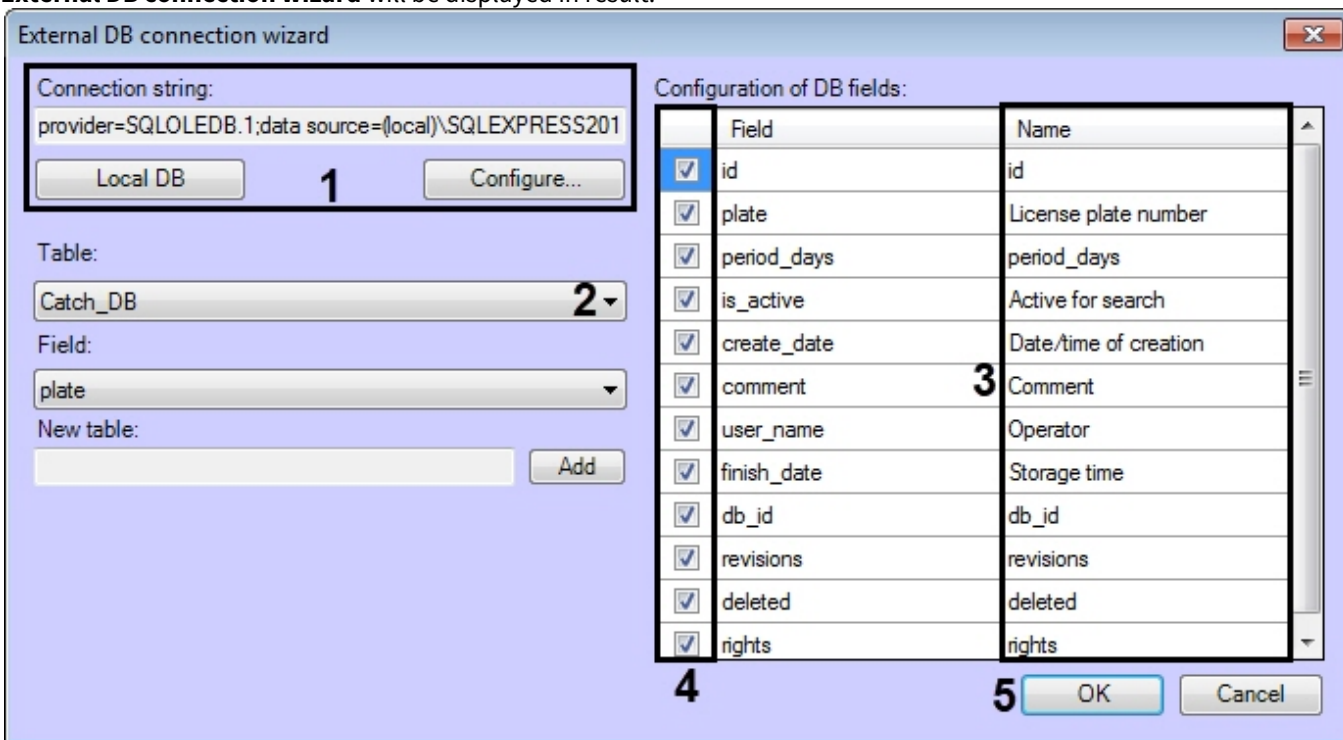 External DB connection wizard will be displayed in result.
External DB connection wizard
Connection string:
provider=SQLOLEDB.1;data source=(local)\SQLEXPRESS201
Local DB 1 Configure...
Table:
Catch_DB 2
Field:
plate
New table:
Add
Configuration of DB fields:
Field Name
id id
plate License plate number
period_days period_days
is_active Active for search
create_date Date/time of creation
comment 3 Comment
user_name Operator
finish_date Storage time
db_id db_id
revisions revisions
deleted deleted
rights rights
4
5 OK Cancel